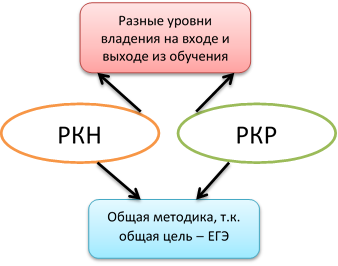 Разные уровни
владения на входе и
выходе из обучения
РКН
РКР
Общая методика, т.к.
общая цель – ЕГЭ